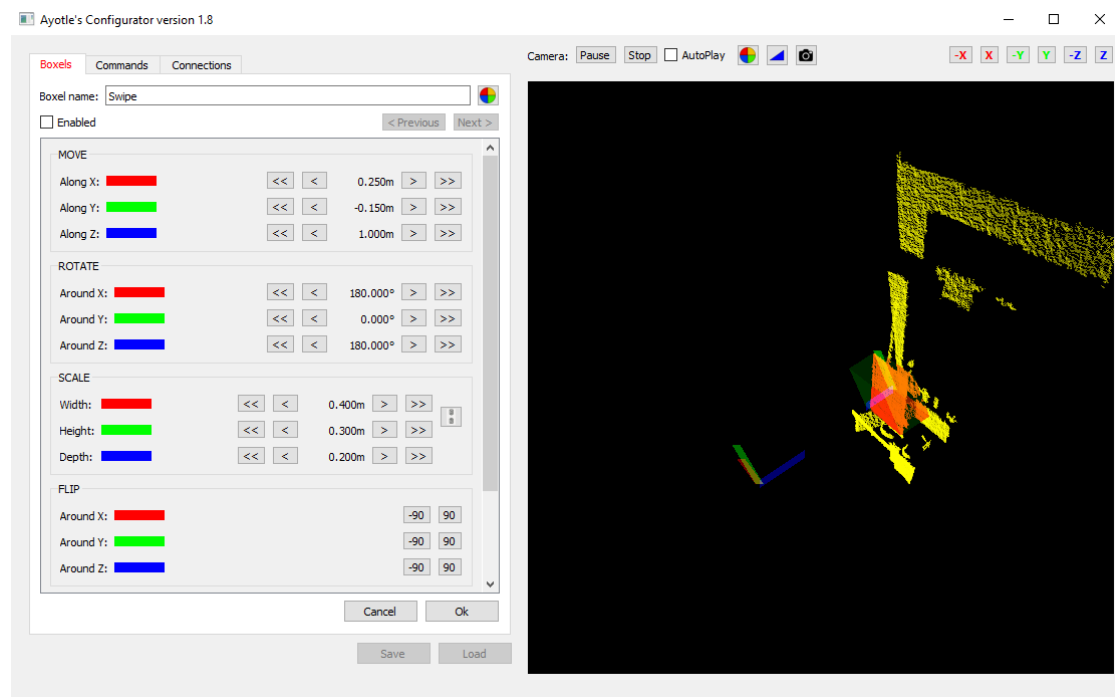 Ayotle's Configurator version 1.8
Boxels Commands Connections
Camera: Pause Stop AutoPlay -X X -Y Y -Z Z
Boxel name: Swipe
Enabled < Previous Next >
MOVE
Along X: << < 0.250m > >>
Along Y: << < -0.150m > >>
Along Z: << < 1.000m > >>
ROTATE
Around X: << < 180.000° > >>
Around Y: << < 0.000° > >>
Around Z: << < 180.000° > >>
SCALE
Width: << < 0.400m > >>
Height: << < 0.300m > >>
Depth: << < 0.200m > >>
FLIP
Around X: -90 90
Around Y: -90 90
Around Z: -90 90
Cancel Ok
Save Load